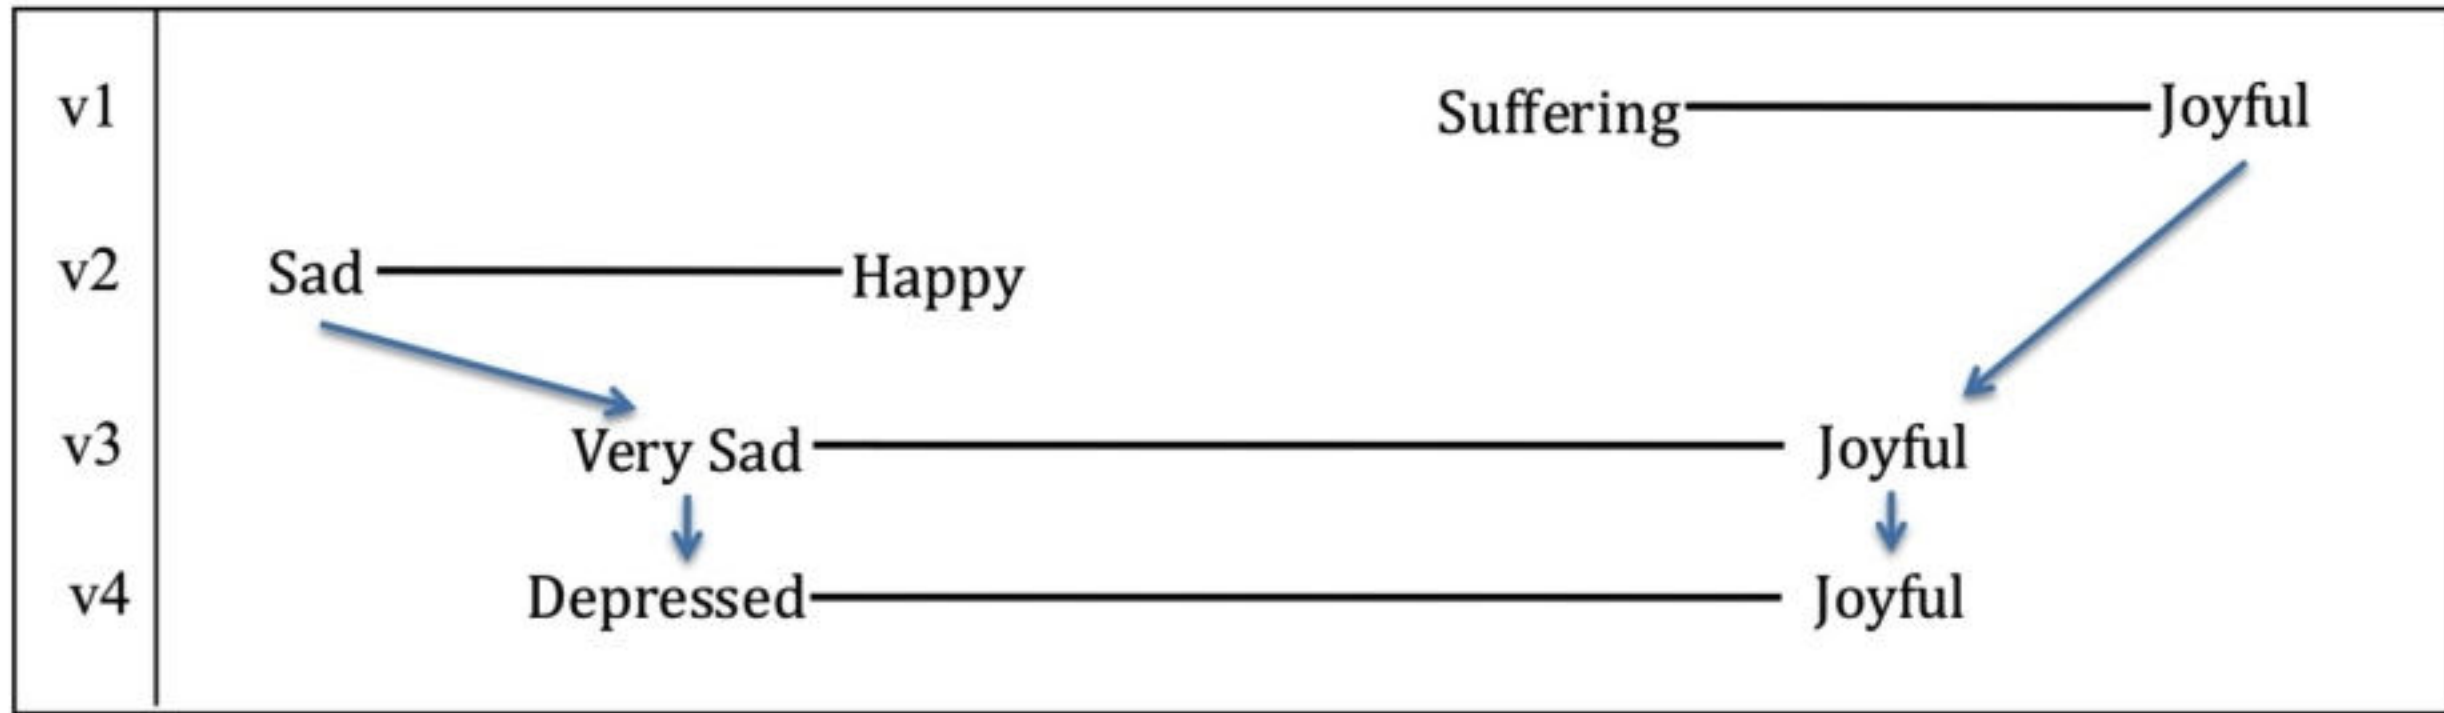 v1 Suffering Joyful
v2 Sad Happy
v3 Very Sad Joyful
v4 Depressed Joyful